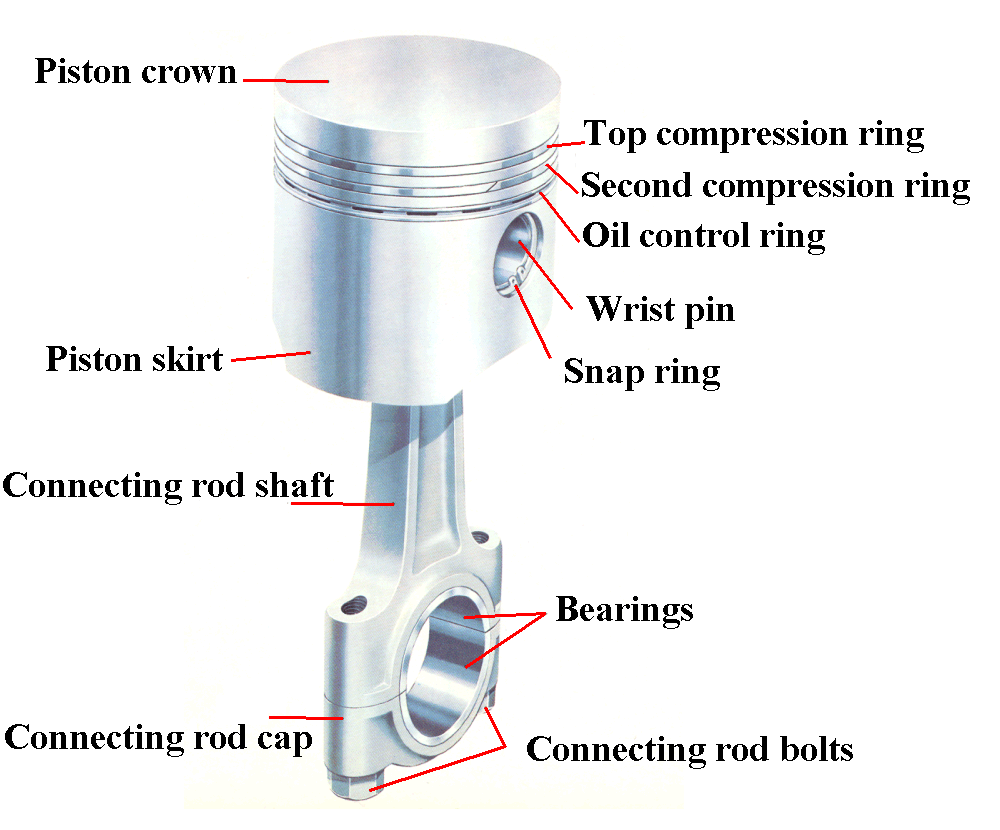 Piston crown
Top compression ring
Second compression ring
Oil control ring
Wrist pin
Piston skirt
Snap ring
Connecting rod shaft
Bearings
Connecting rod cap
Connecting rod bolts